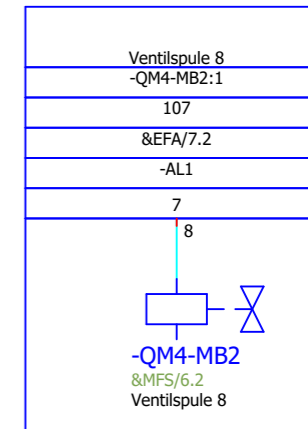 Ventilspule 8
-QM4-MB2:1
107
&EFA/7.2
-AL1
7
8
-QM4-MB2
&MFS/6.2
Ventilspule 8